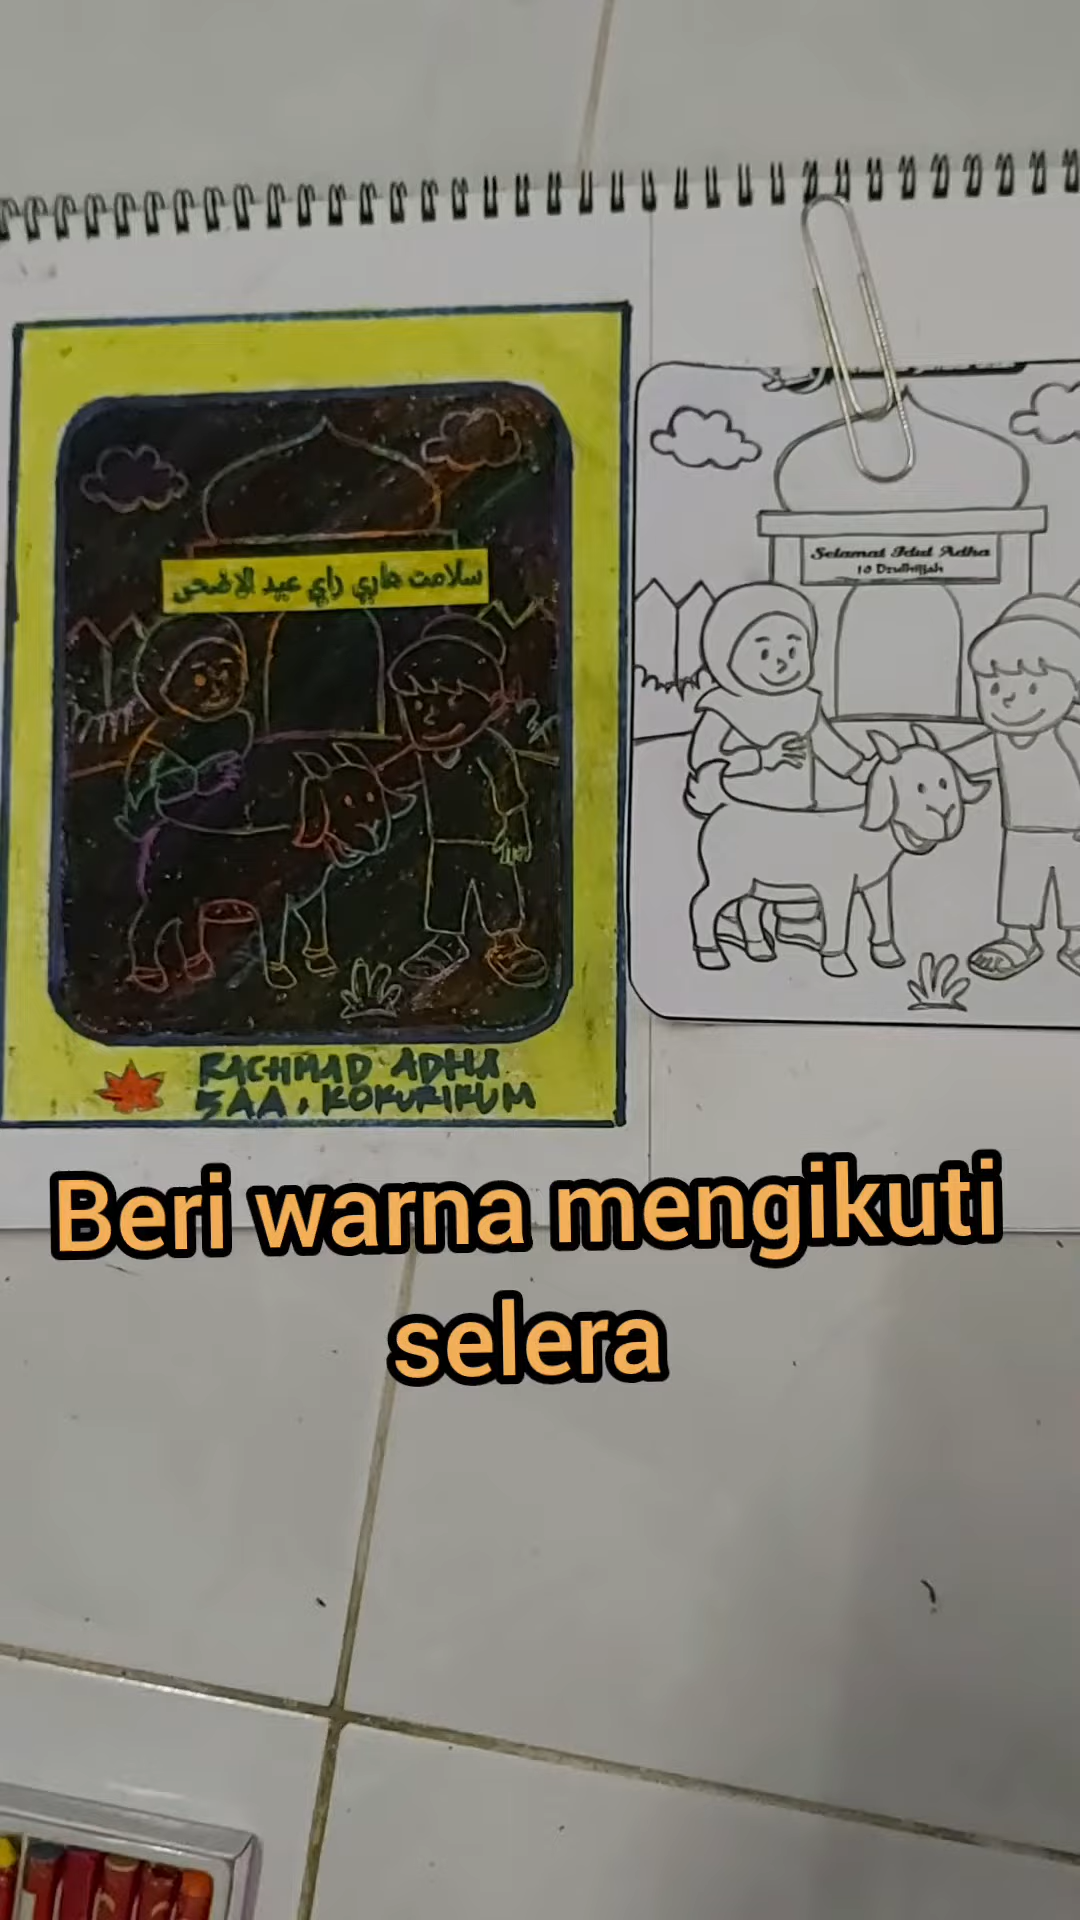 سلامت هاري راي عيد الاضحى
Selamat Idul Adha
10 Dzulhijjah
RACHMAD ADHA
5AA, KOKURIKUM
Beri warna mengikuti
selera